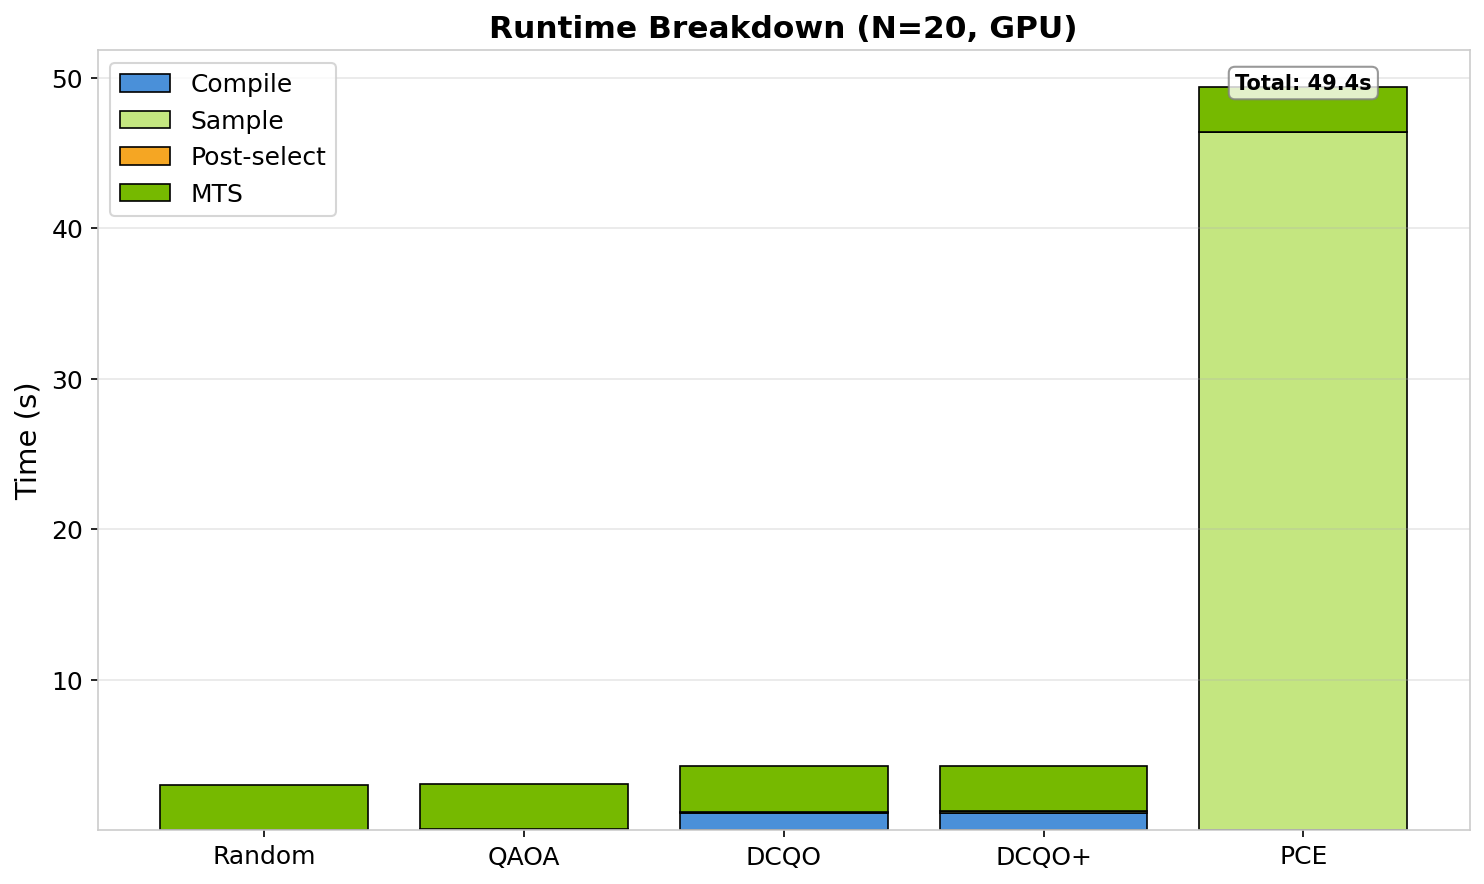 Runtime Breakdown (N=20, GPU)
Compile
Sample
Post-select
MTS
Total: 49.4s
Time (s)
50
40
30
20
10
Random
QAOA
DCQO
DCQO+
PCE